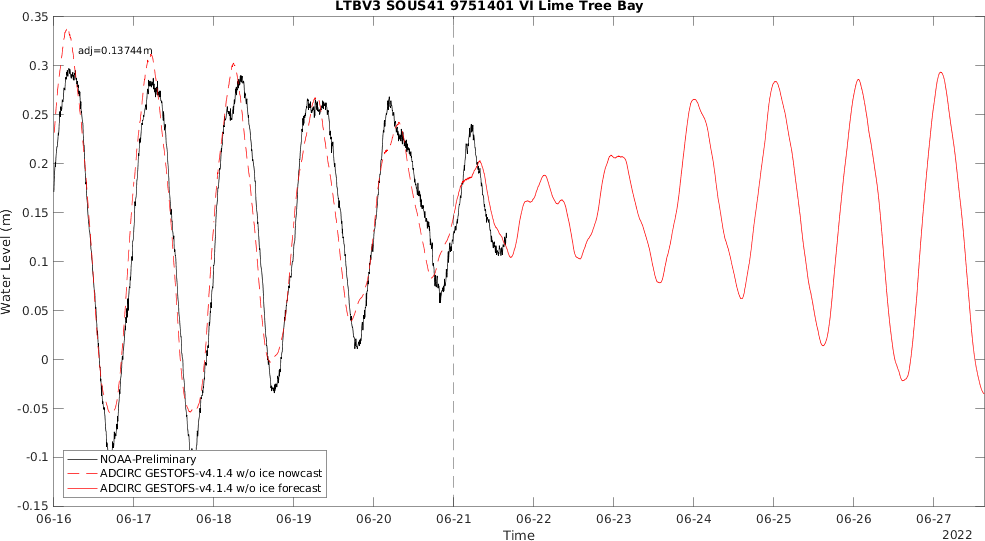 LTBV3 SOUS41 9751401 VI Lime Tree Bay
adj=0.13744m
Water Level (m)
0.35
0.3
0.25
0.2
0.15
0.1
0.05
0
-0.05
-0.1
-0.15
NOAA-Preliminary
ADCIRC GESTOFS-v4.1.4 w/o ice nowcast
ADCIRC GESTOFS-v4.1.4 w/o ice forecast
06-16 06-17 06-18 06-19 06-20 06-21 06-22 06-23 06-24 06-25 06-26 06-27
Time
2022